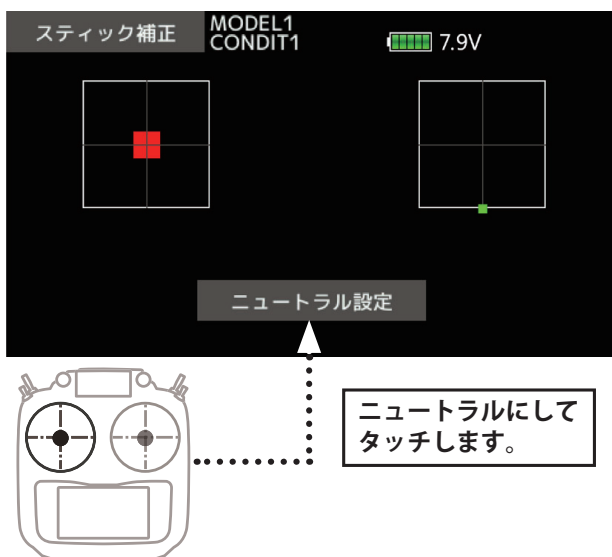 スティック補正
MODEL1
CONDIT1
7.9V
ニュートラル設定
ニュートラルにして
タッチします。